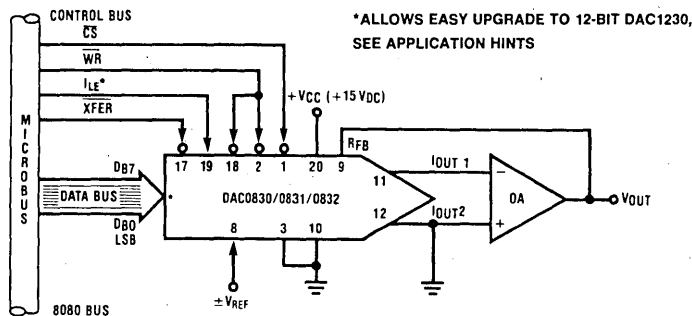 CONTROL BUS
*ALLOWS EASY UPGRADE TO 12-BIT DAC1230,
SEE APPLICATION HINTS
CS
WR
ILE*
XFER
+VCC (+15 VDC)
RFB
MICROBUS
17 19 18 2 1 20 9
DB7
DATA BUS
DB0
LSB
*
DAC0830/0831/0832
11
IOUT 1
12
IOUT2
8 3 10
−
OA
+
VOUT
±VREF
8080 BUS